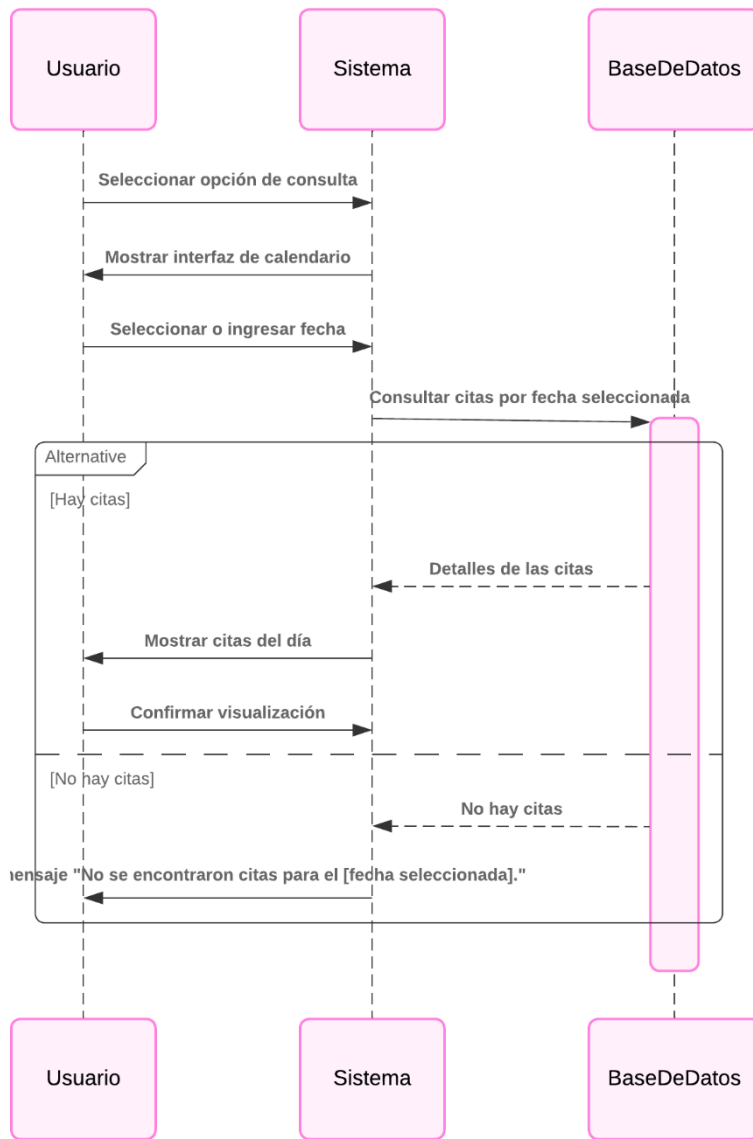 Usuario
Sistema
BaseDeDatos
Seleccionar opción de consulta
Mostrar interfaz de calendario
Seleccionar o ingresar fecha
Consultar citas por fecha seleccionada
Alternative
[Hay citas]
Detalles de las citas
Mostrar citas del día
Confirmar visualización
[No hay citas]
No hay citas
"No se encontraron citas para el [fecha seleccionada]."
Usuario
Sistema
BaseDeDatos